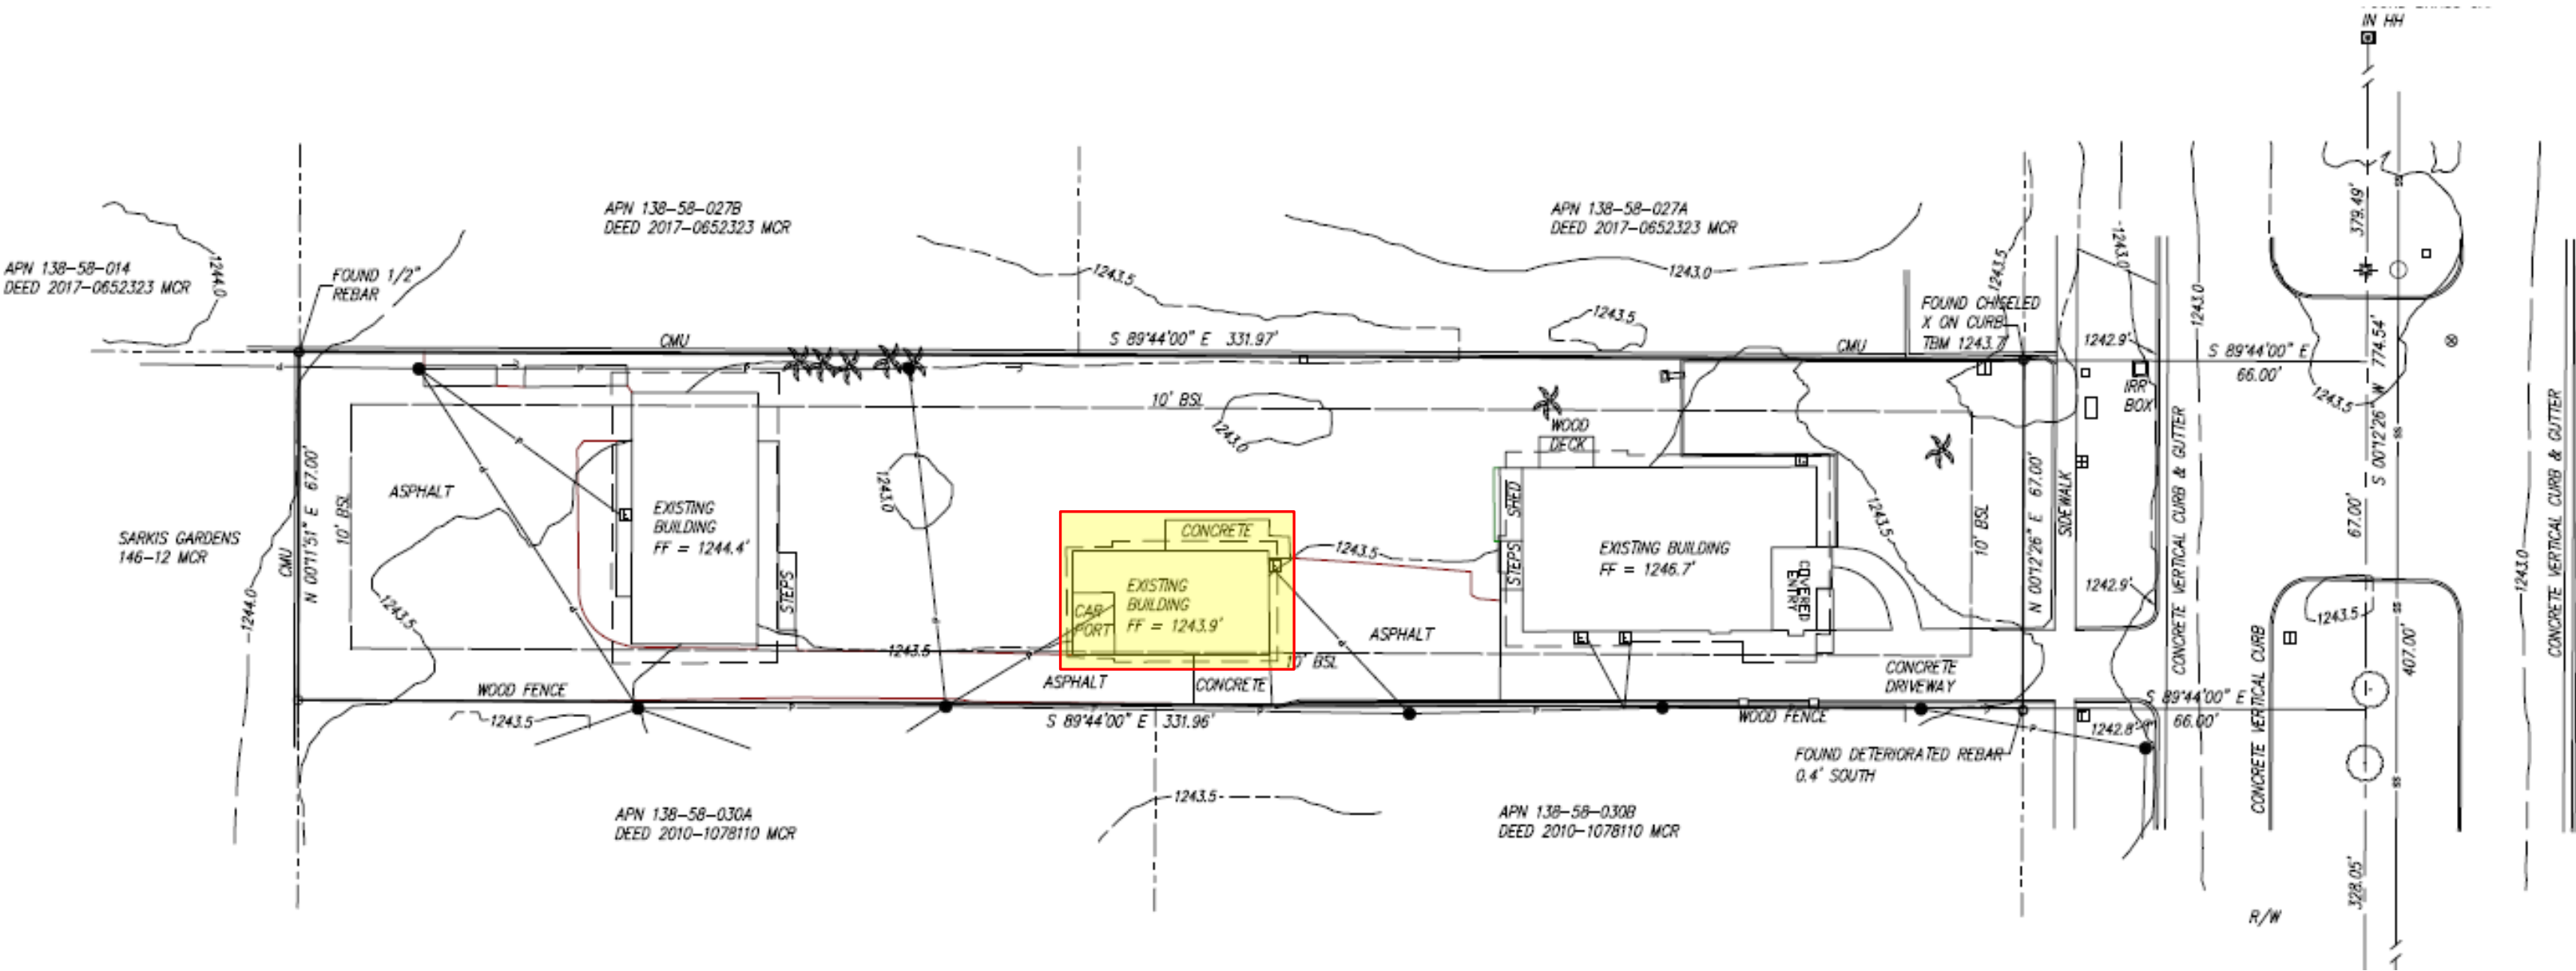 IN HH
379.49'
APN 138-58-027B
DEED 2017-0652323 MCR
APN 138-58-027A
DEED 2017-0652323 MCR
APN 138-58-014
DEED 2017-0652323 MCR
1244.0
FOUND 1/2"
REBAR
1243.5
1243.0
1243.5
1243.0
1243.0
FOUND CHISELED
X ON CURB
TBM 1243.7'
1243.5
CMU
S 89°44'00" E 331.97'
CMU
1242.9'
S 89°44'00" E
66.00'
S 00°12'26" W 774.54'
1243.5
IRR
BOX
10' BSL
1243.0
WOOD
DECK
ASPHALT
10' BSL
N 00°11'51" E 67.00'
CMU
1243.0
EXISTING
BUILDING
FF = 1244.4'
STEPS
SARKIS GARDENS
146-12 MCR
1244.0
1243.5
CONCRETE
EXISTING
BUILDING
FF = 1243.9'
CAR
PORT
1243.5
SHED
STEPS
EXISTING BUILDING
FF = 1246.7'
COVERED
ENTRY
1243.5
10' BSL
N 00°12'26" E 67.00'
SIDEWALK
CONCRETE VERTICAL CURB & GUTTER
67.00'
SS
SS
CONCRETE VERTICAL CURB & GUTTER
1243.0
1242.9'
1243.5
ASPHALT
1243.5
10' BSL
WOOD FENCE
ASPHALT
CONCRETE
CONCRETE
DRIVEWAY
1243.5
S 89°44'00" E 331.96'
WOOD FENCE
S 89°44'00" E
66.00'
1242.8'
CONCRETE VERTICAL CURB
407.00'
SS
SS
FOUND DETERIORATED REBAR
0.4' SOUTH
APN 138-58-030A
DEED 2010-1078110 MCR
1243.5
APN 138-58-030B
DEED 2010-1078110 MCR
328.05'
R/W